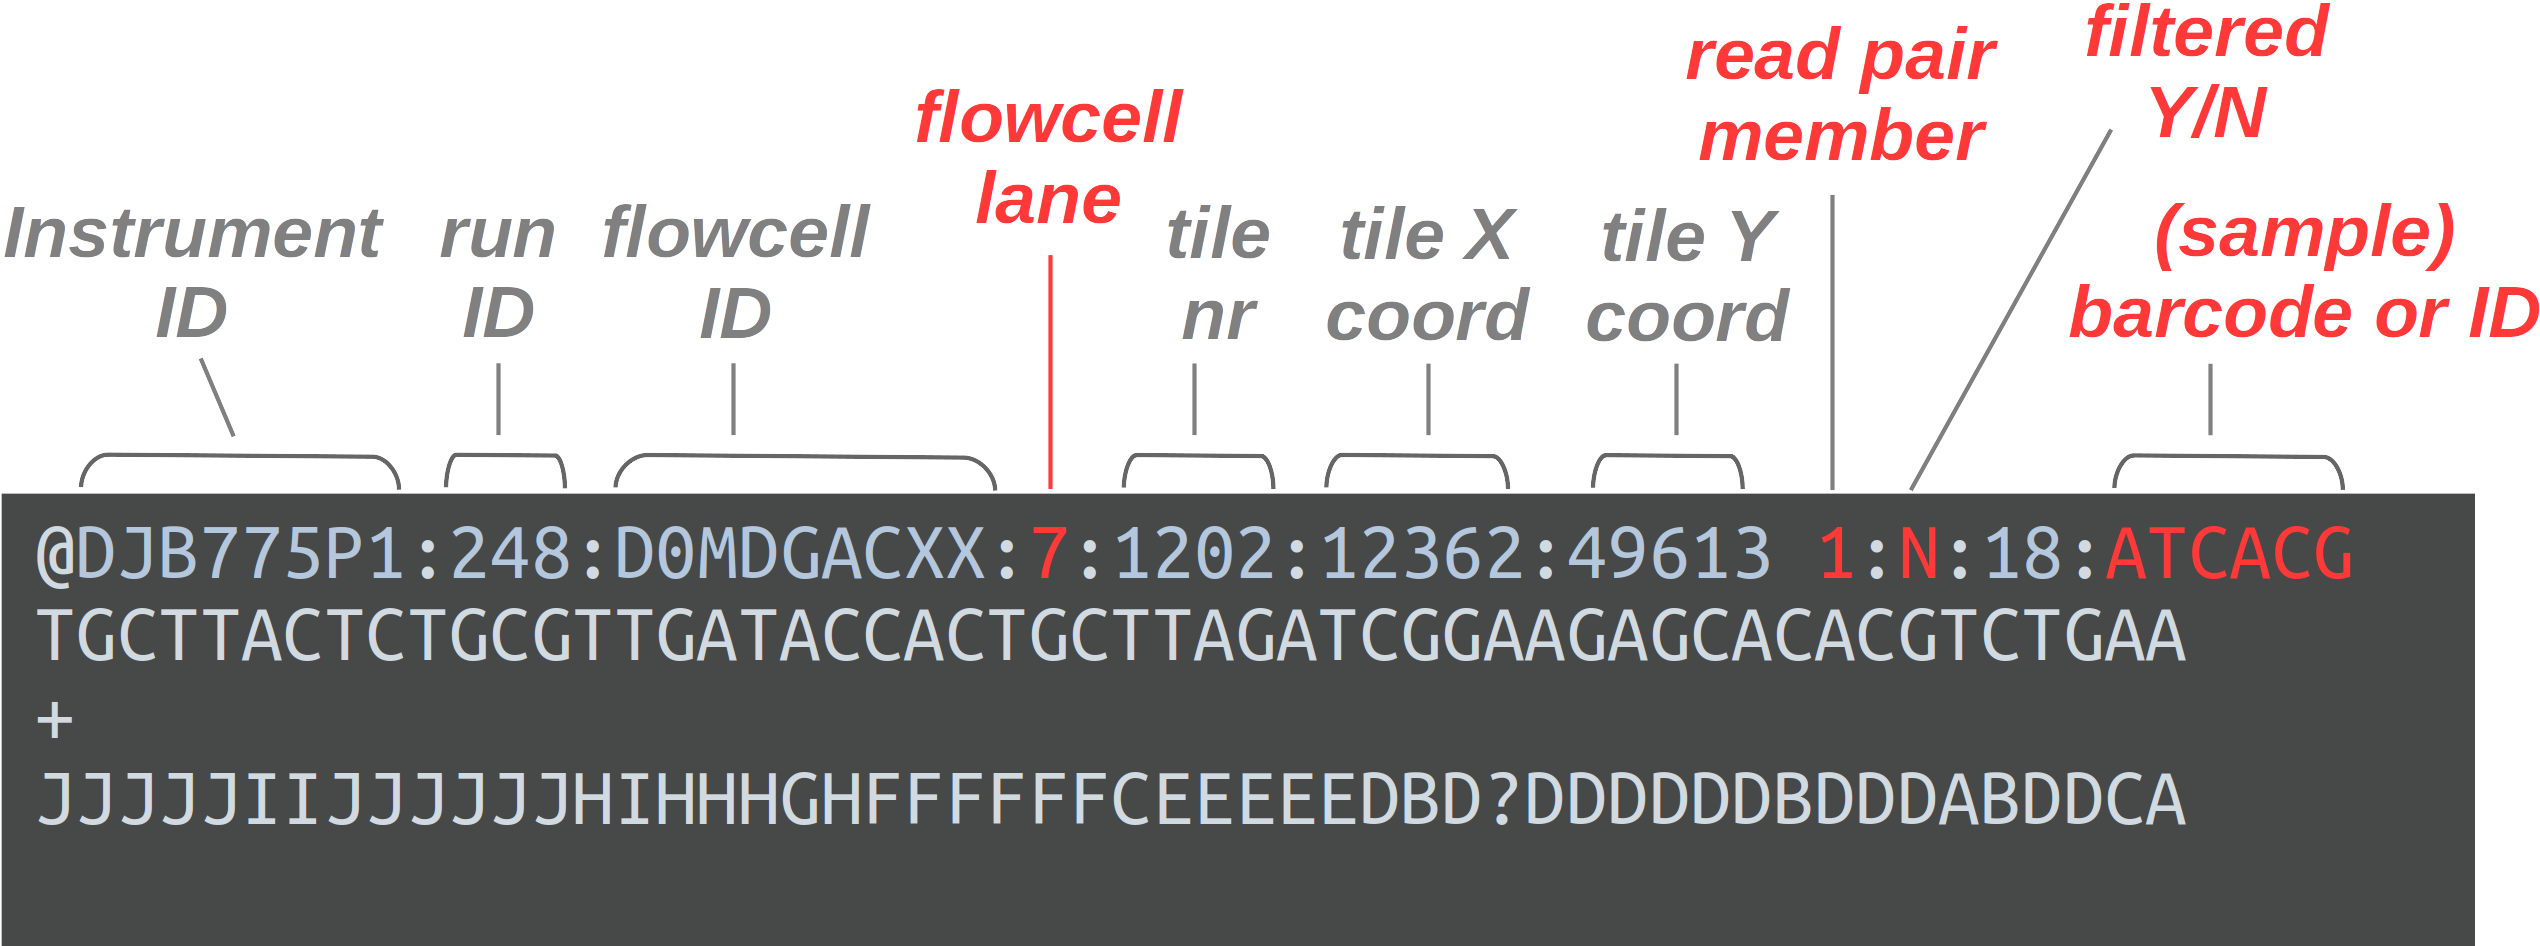 Instrument
ID
run
ID
flowcell
ID
flowcell
lane
tile
nr
tile X
coord
tile Y
coord
read pair
member
filtered
Y/N
(sample)
barcode or ID
@DJB775P1:248:D0MDGACXX:7:1202:12362:49613 1:N:18:ATCACG
TGCTTACTCTGCGTTGATACCACTGCTTAGATCGGAAGAGCACACGTCTGAA
+
JJJJJIIJJJJJJHIHHHGHFFFFFFCEEEEEDBD?DDDDDDBDDDABDDCA